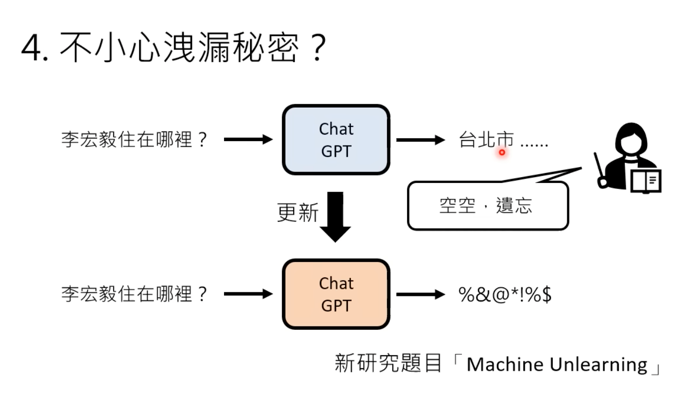 4. 不小心洩漏秘密？
李宏毅住在哪裡？
Chat
GPT
台北市 ......
更新
空空，遺忘
李宏毅住在哪裡？
Chat
GPT
%&@*!%$
新研究題目「Machine Unlearning」